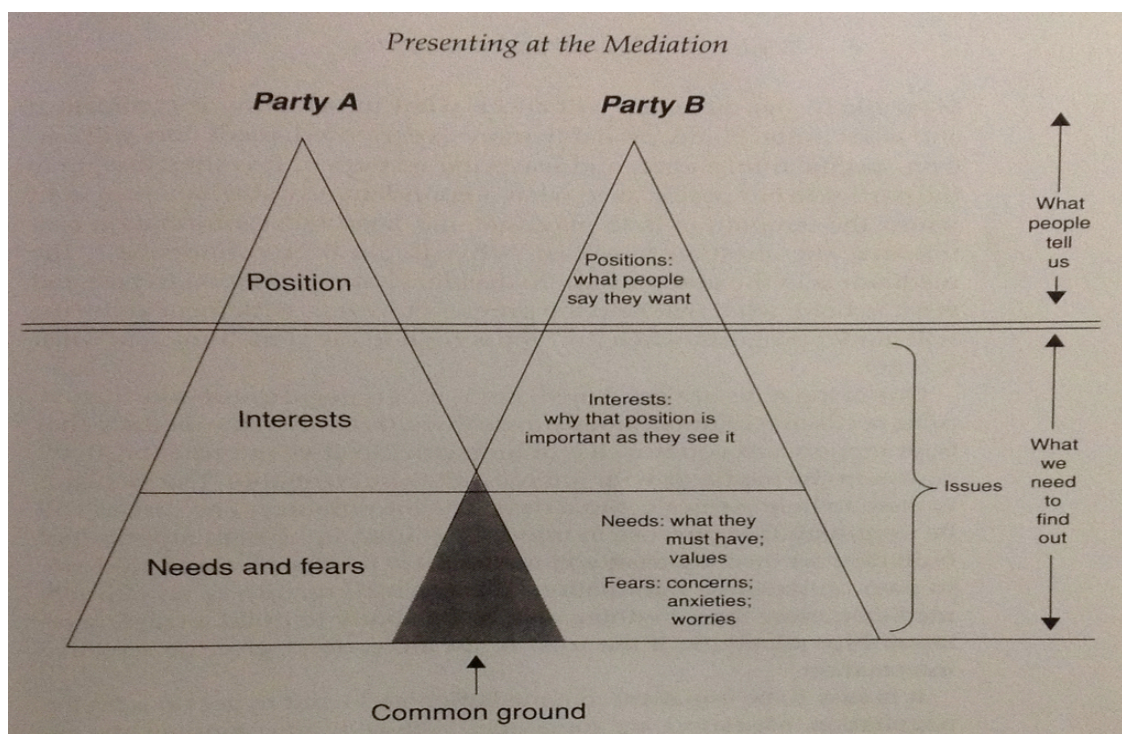 Presenting at the Mediation
Party A
Party B
Position
Positions:
what people
say they want
What
people
tell
us
Interests
Interests:
why that position is
important as they see it
Needs and fears
Needs: what they
must have;
values
Fears: concerns;
anxieties;
worries
Issues
What
we
need
to
find
out
Common ground